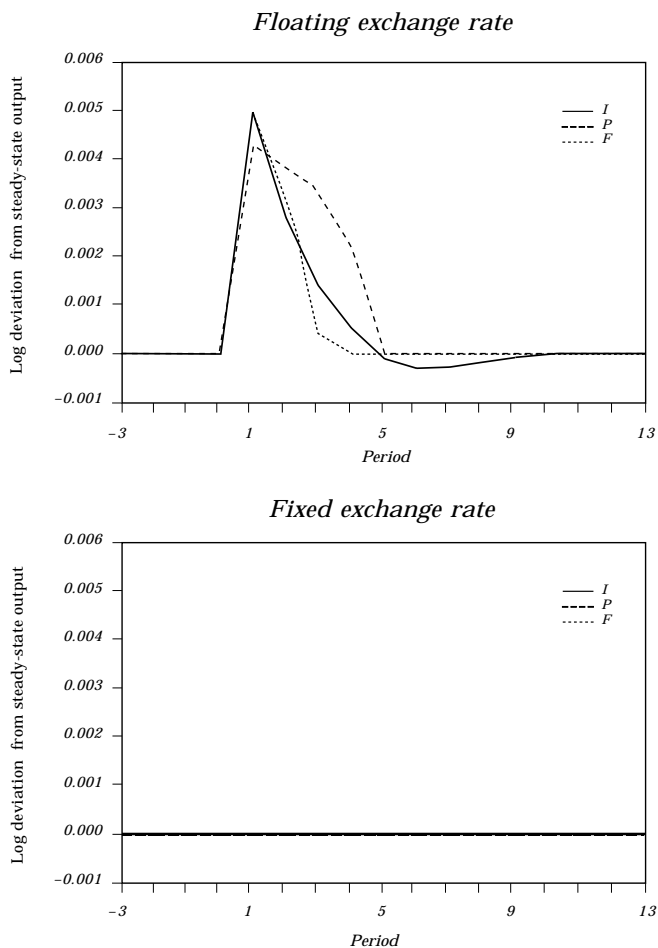 Floating exchange rate
Log deviation from steady-state output
0.006
0.005
0.004
0.003
0.002
0.001
0.000
−0.001
I
P
F
−3
1
5
9
13
Period
Fixed exchange rate
Log deviation from steady-state output
0.006
0.005
0.004
0.003
0.002
0.001
0.000
−0.001
I
P
F
−3
1
5
9
13
Period